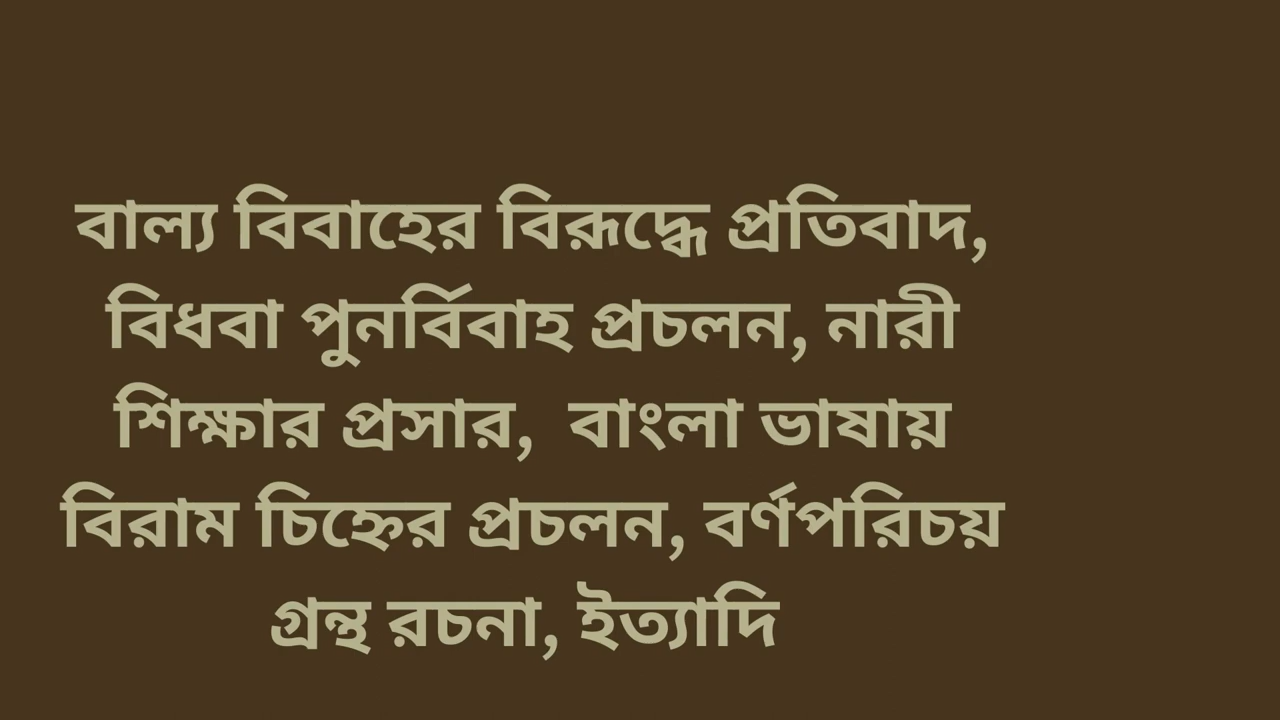 বাল্য বিবাহের বিরূদ্ধে প্রতিবাদ,
বিধবা পুনর্বিবাহ প্রচলন, নারী
শিক্ষার প্রসার,  বাংলা ভাষায়
বিরাম চিহ্নের প্রচলন, বর্ণপরিচয়
গ্রন্থ রচনা, ইত্যাদি